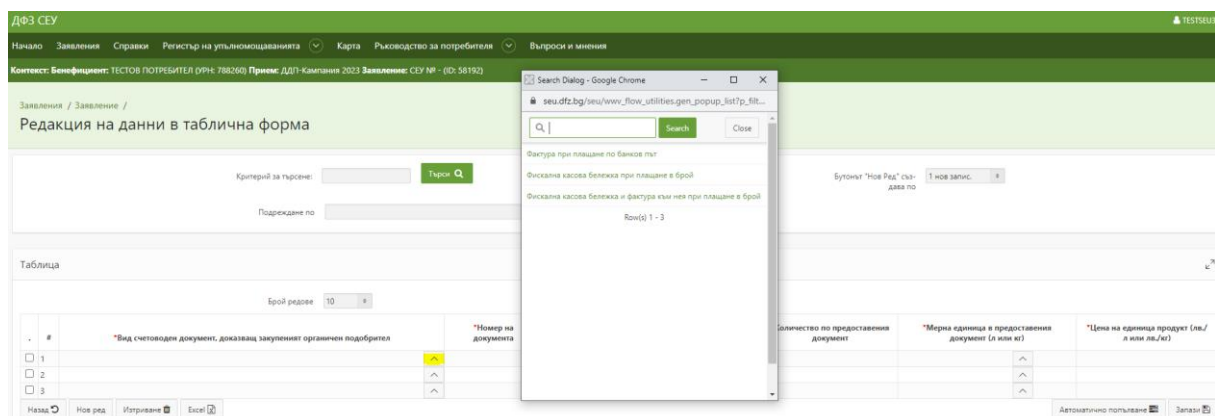 ДФЗ СЕУ
TESTSEU3
Начало Заявления Справки Регистър на упълномощаванията Карта Ръководство за потребителя Въпроси и мнения
Контекст: Бенефициент: ТЕСТОВ ПОТРЕБИТЕЛ (УРН: 788260) Прием: ДДП-Кампания 2023 Заявление: СЕУ № - (ID: 58192)
Заявления / Заявление /
Редакция на данни в таблична форма
Критерий за търсене:
Търси
Подреждане по
Бутонът "Нов Ред" съз-
дава по
1 нов запис.
Search Dialog - Google Chrome
seu.dfz.bg/seu/wwv_flow_utilities.gen_popup_list?p_filt...
Search Close
Фактура при плащане по банков път
Фискална касова бележка при плащане в брой
Фискална касова бележка и фактура към нея при плащане в брой
Row(s) 1 - 3
Таблица
Брой редове 10
. # *Вид счетоводен документ, доказващ закупеният органичен подобрител
*Номер на
документа
Количество по предоставения
документ
*Мерна единица в предоставения
документ (л или кг)
*Цена на единица продукт (лв./
л или лв./кг)
1
2
3
Назад Нов ред Изтриване Excel
Автоматично попълване Запази